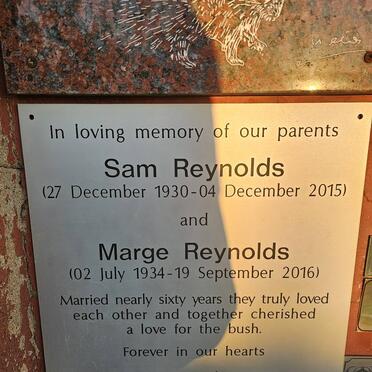 In loving memory of our parents
Sam Reynolds
(27 December 1930-04 December 2015)
and
Marge Reynolds
(02 July 1934-19 September 2016)
Married nearly sixty years they truly loved
each other and together cherished
a love for the bush.
Forever in our hearts